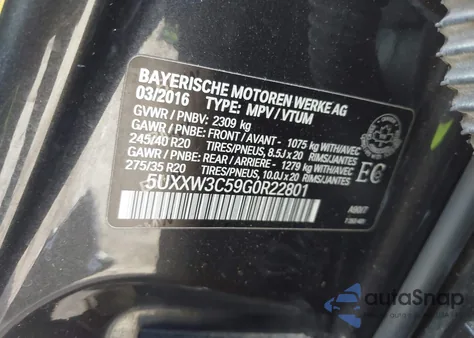 BAYERISCHE MOTOREN WERKE AG
03/2016 TYPE: MPV / VTUM
GVWR / PNBV: 2309 kg
GAWR / PNBE: FRONT / AVANT - 1075 kg WITH/AVEC
245/40 R20 TIRES/PNEUS, 8.5J x 20 RIMS/JANTES
GAWR / PNBE: REAR / ARRIERE - 1279 kg WITH/AVEC
275/35 R20 TIRES/PNEUS, 10.0J x 20 RIMS/JANTES
EC
5UXXW3C59G0R22801
autoSnap